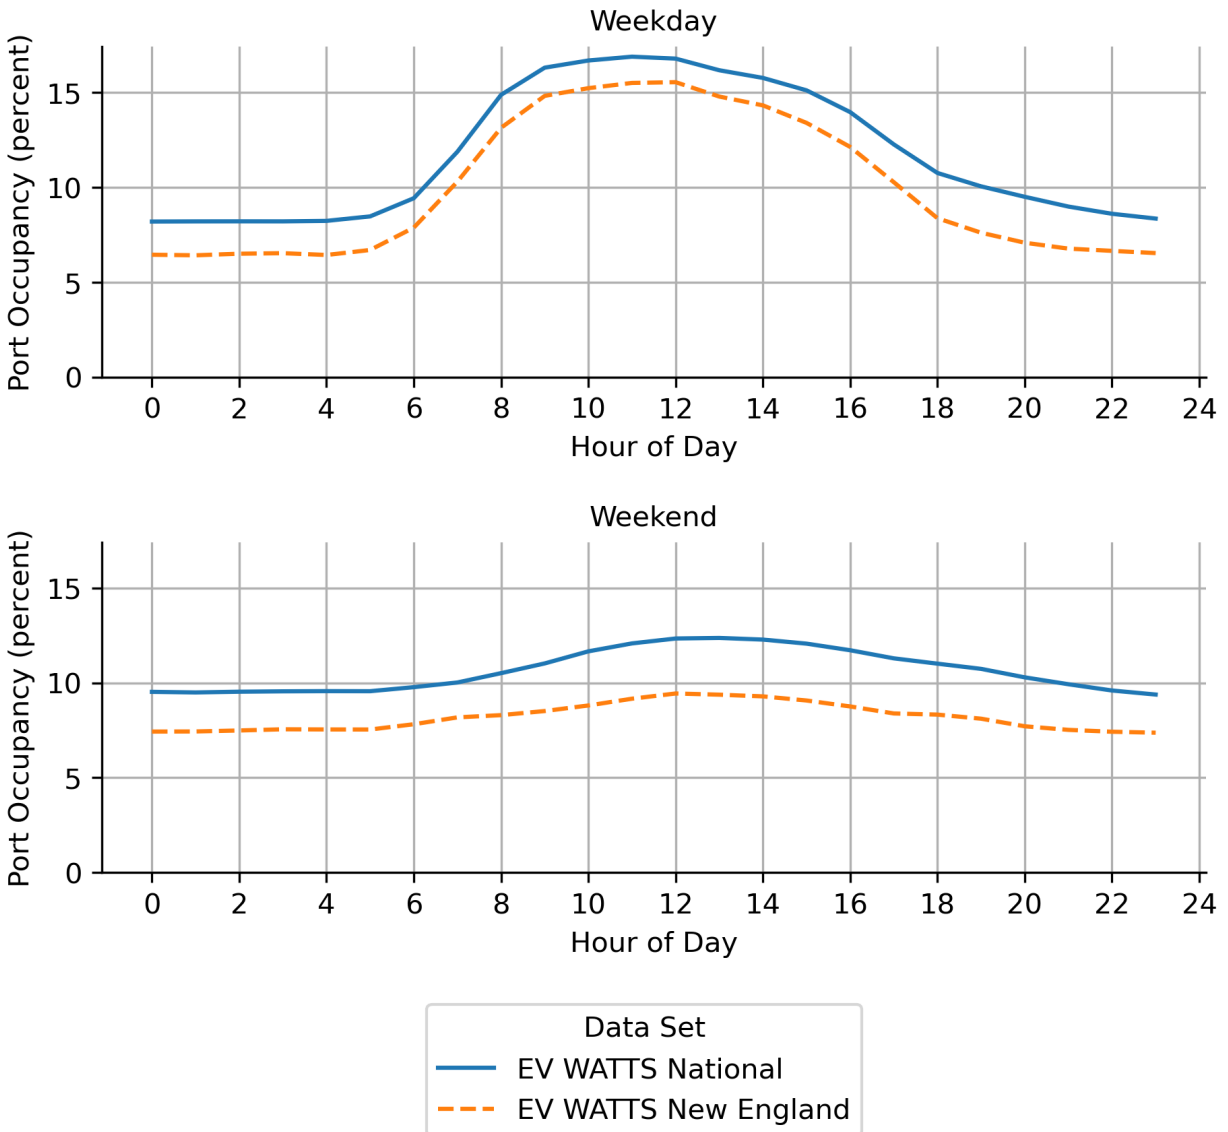 Weekday
Port Occupancy (percent)
15
10
5
0
0 2 4 6 8 10 12 14 16 18 20 22 24
Hour of Day
Weekend
Port Occupancy (percent)
15
10
5
0
0 2 4 6 8 10 12 14 16 18 20 22 24
Hour of Day
Data Set
EV WATTS National
EV WATTS New England